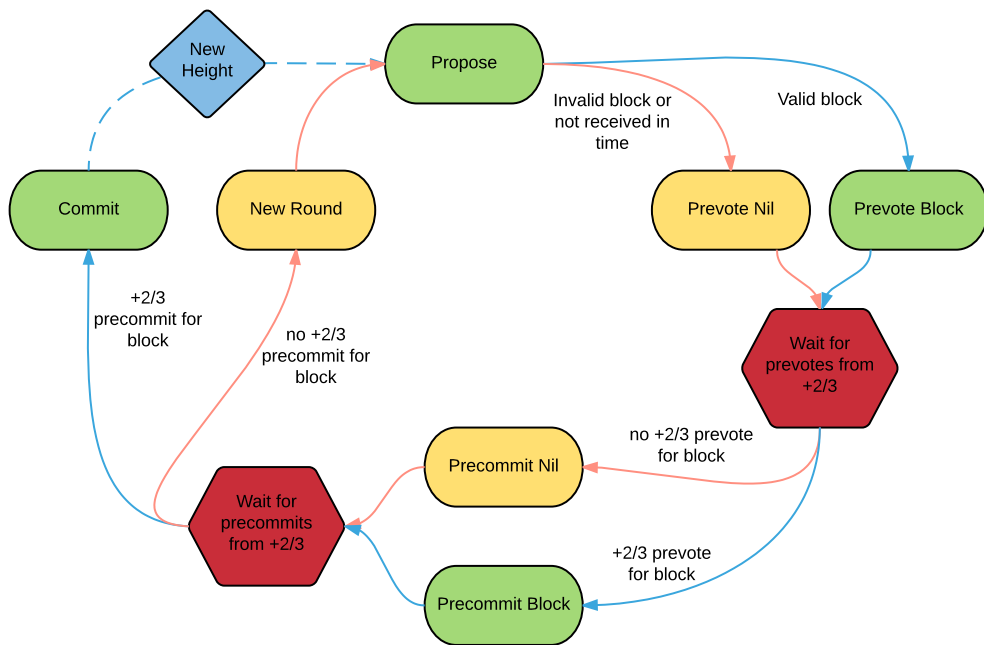 New
Height
Propose
Invalid block or
not received in
time
Valid block
Commit
New Round
Prevote Nil
Prevote Block
+2/3
precommit for
block
no +2/3
precommit for
block
Wait for
prevotes from
+2/3
no +2/3 prevote
for block
Precommit Nil
Wait for
precommits
from +2/3
+2/3 prevote
for block
Precommit Block